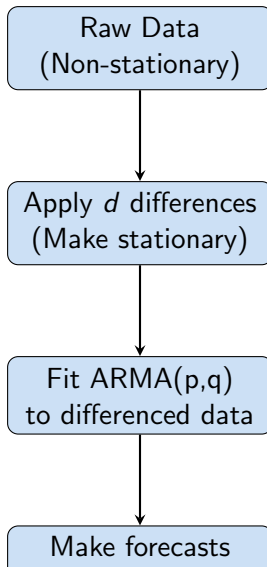 Raw Data
(Non-stationary)
Apply d differences
(Make stationary)
Fit ARMA(p,q)
to differenced data
Make forecasts